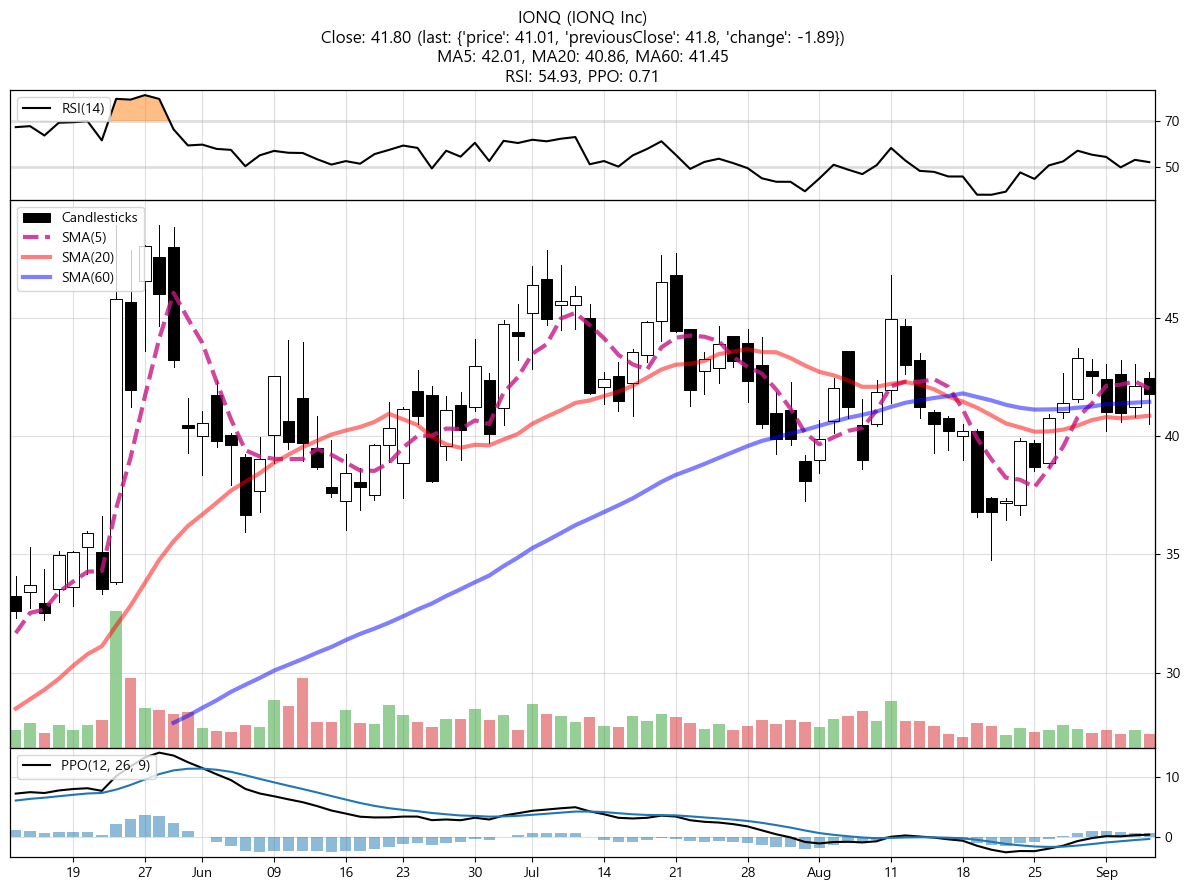 IONQ (IONQ Inc)
Close: 41.80 (last: {'price': 41.01, 'previousClose': 41.8, 'change': -1.89})
MA5: 42.01, MA20: 40.86, MA60: 41.45
RSI: 54.93, PPO: 0.71
RSI(14)
70
50
Candlesticks
SMA(5)
SMA(20)
SMA(60)
45
40
35
30
PPO(12, 26, 9)
10
0
19 27 Jun 09 16 23 30 Jul 14 21 28 Aug 11 18 25 Sep